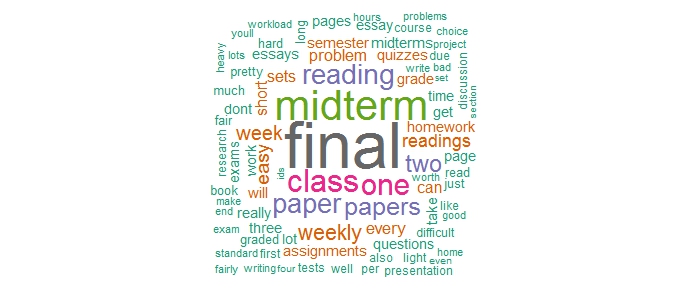 workload hours problems
youll pages essay course choice
hard long semester midterms project
heavy lots essays problem quizzes due
pretty sets reading grade write bad set
much short midterm time discussion
dont get section
fair week final homework
research exams work easy readings
ids two page
book will class one worth can read just
make paper papers take like
end really good
exam three weekly every difficult
graded lot questions
standard first assignments also light home even
fairly writing four tests well per presentation